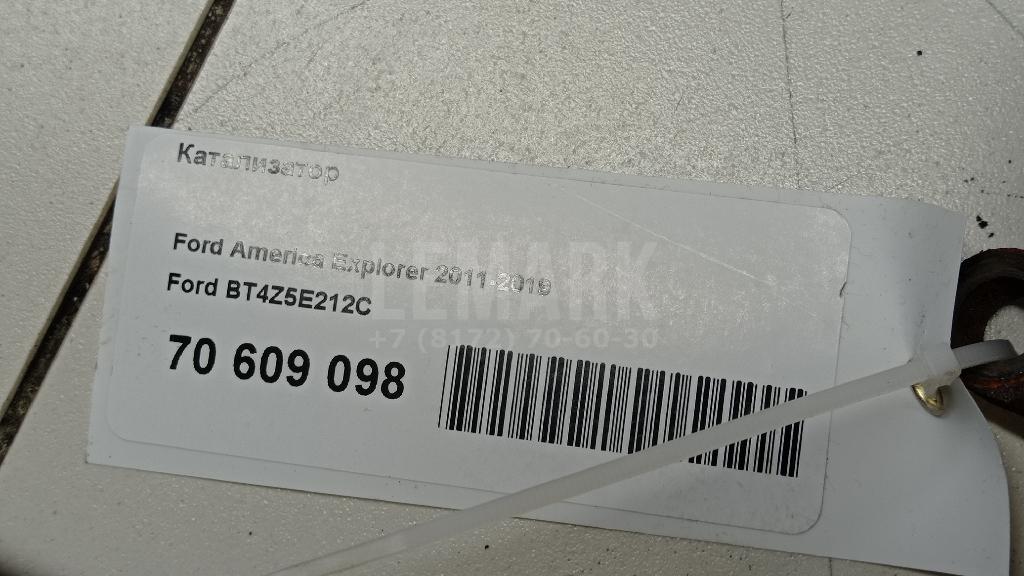 Катализатор
Ford America Explorer 2011-2019
Ford BT4Z5E212C
70 609 098
LEMARK
+7 (8172) 70-60-30